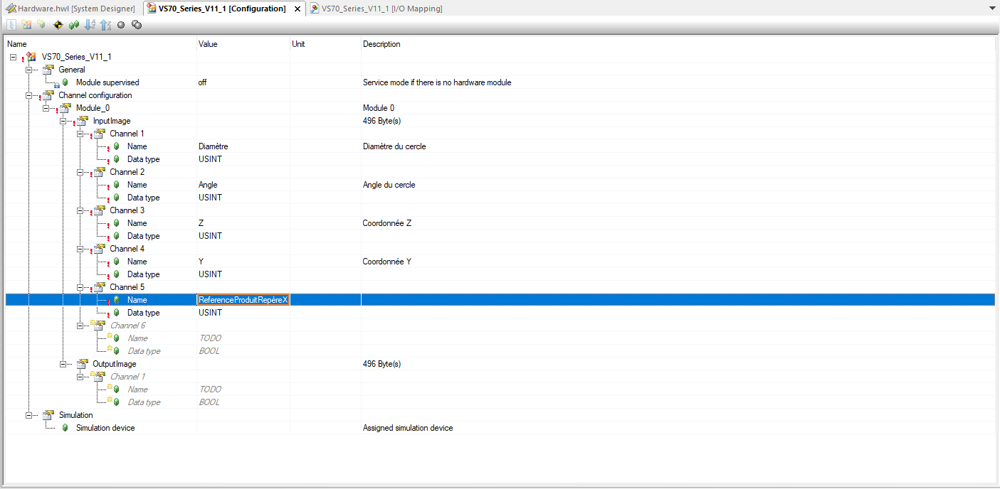 Hardware.hwl [System Designer] VS70_Series_V11_1 [Configuration] VS70_Series_V11_1 [I/O Mapping]
Name Value Unit Description
VS70_Series_V11_1
General
Module supervised off Service mode if there is no hardware module
Channel configuration
Module_0 Module 0
InputImage 496 Byte(s)
Channel 1
Name Diamètre Diamètre du cercle
Data type USINT
Channel 2
Name Angle Angle du cercle
Data type USINT
Channel 3
Name Z Coordonnée Z
Data type USINT
Channel 4
Name Y Coordonnée Y
Data type USINT
Channel 5
Name ReferenceProduitRepèreX
Data type USINT
Channel 6
Name TODO
Data type BOOL
OutputImage 496 Byte(s)
Channel 1
Name TODO
Data type BOOL
Simulation
Simulation device Assigned simulation device